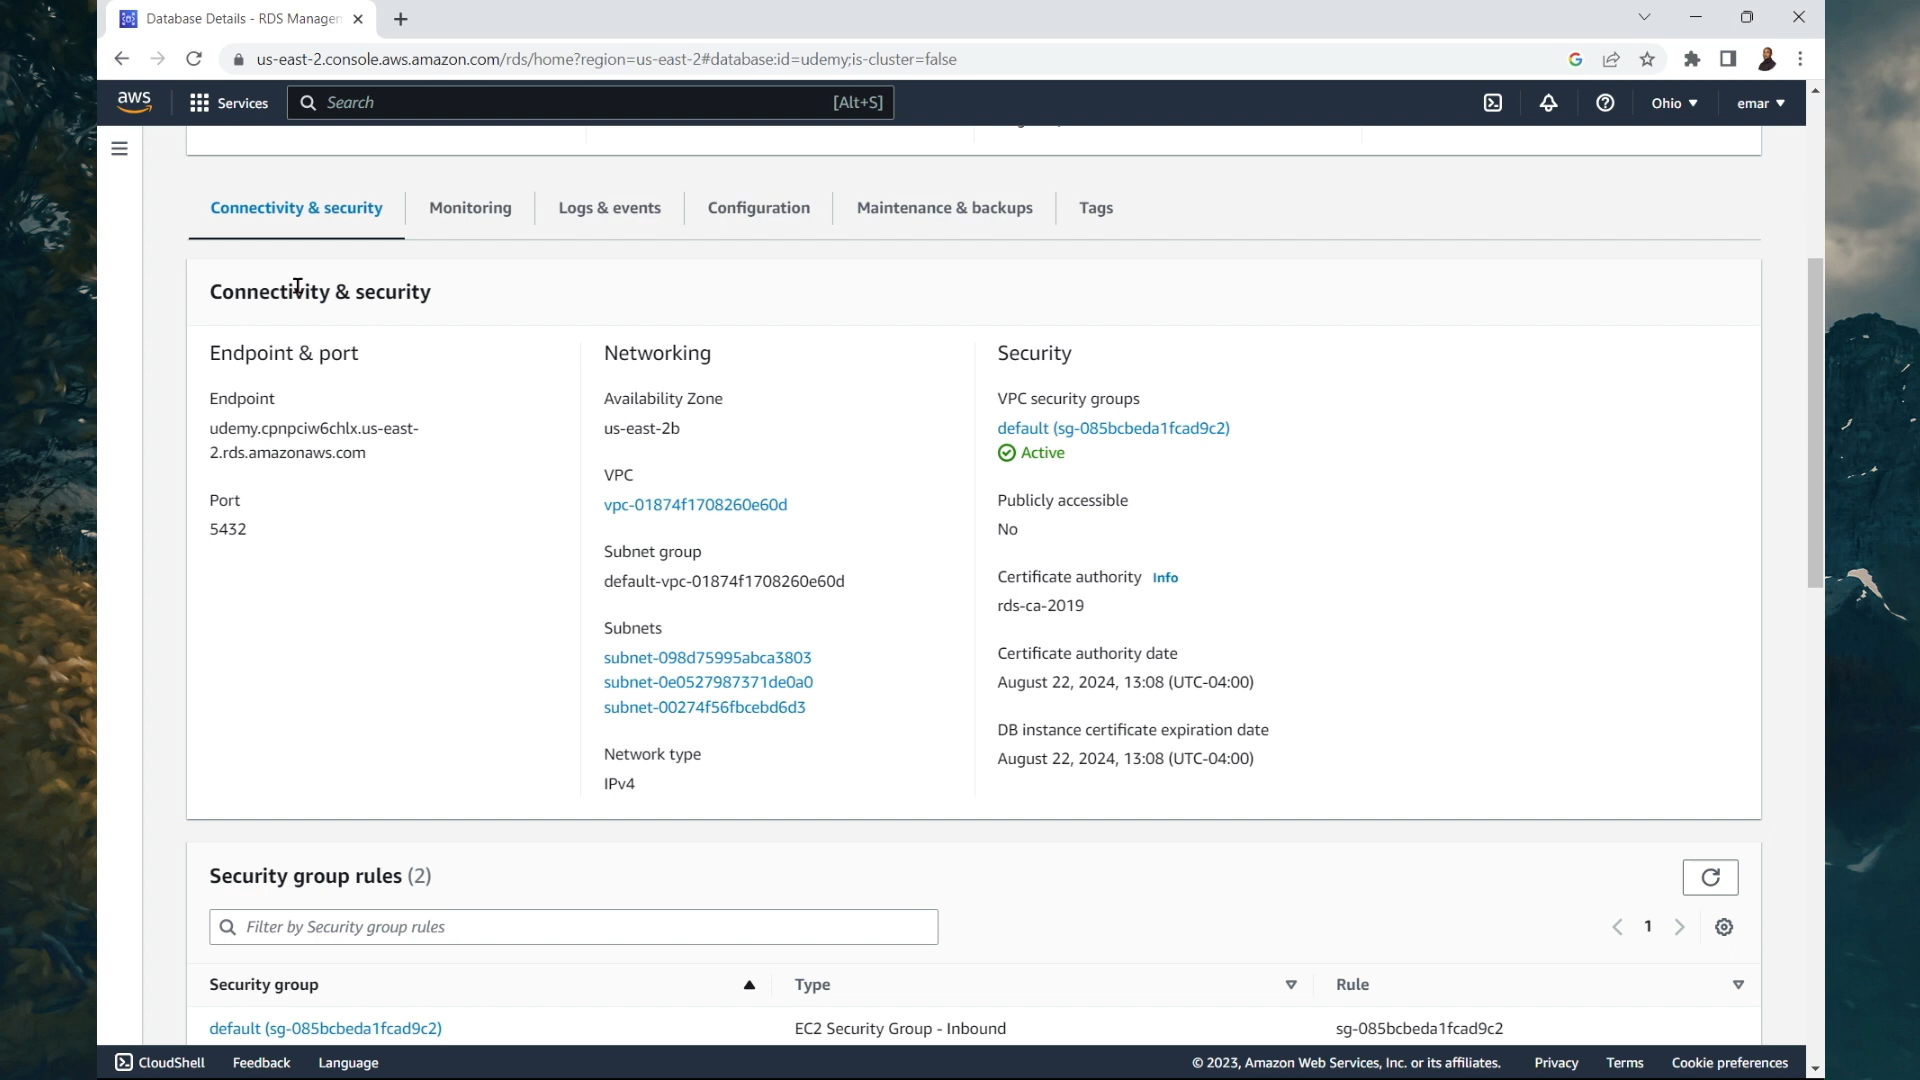 Database Details - RDS Manager
us-east-2.console.aws.amazon.com/rds/home?region=us-east-2#database:id=udemy;is-cluster=false
aws
Services
Search
[Alt+S]
Ohio
emar
Connectivity & security
Monitoring
Logs & events
Configuration
Maintenance & backups
Tags
Connectivity & security
Endpoint & port
Endpoint
udemy.cpnpciw6chlx.us-east-
2.rds.amazonaws.com
Port
5432
Networking
Availability Zone
us-east-2b
VPC
vpc-01874f1708260e60d
Subnet group
default-vpc-01874f1708260e60d
Subnets
subnet-098d75995abca3803
subnet-0e0527987371de0a0
subnet-00274f56fbcebd6d3
Network type
IPv4
Security
VPC security groups
default (sg-085bcbeda1fcad9c2)
Active
Publicly accessible
No
Certificate authority Info
rds-ca-2019
Certificate authority date
August 22, 2024, 13:08 (UTC-04:00)
DB instance certificate expiration date
August 22, 2024, 13:08 (UTC-04:00)
Security group rules (2)
Filter by Security group rules
1
Security group
Type
Rule
default (sg-085bcbeda1fcad9c2)
EC2 Security Group - Inbound
sg-085bcbeda1fcad9c2
CloudShell
Feedback
Language
© 2023, Amazon Web Services, Inc. or its affiliates.
Privacy
Terms
Cookie preferences